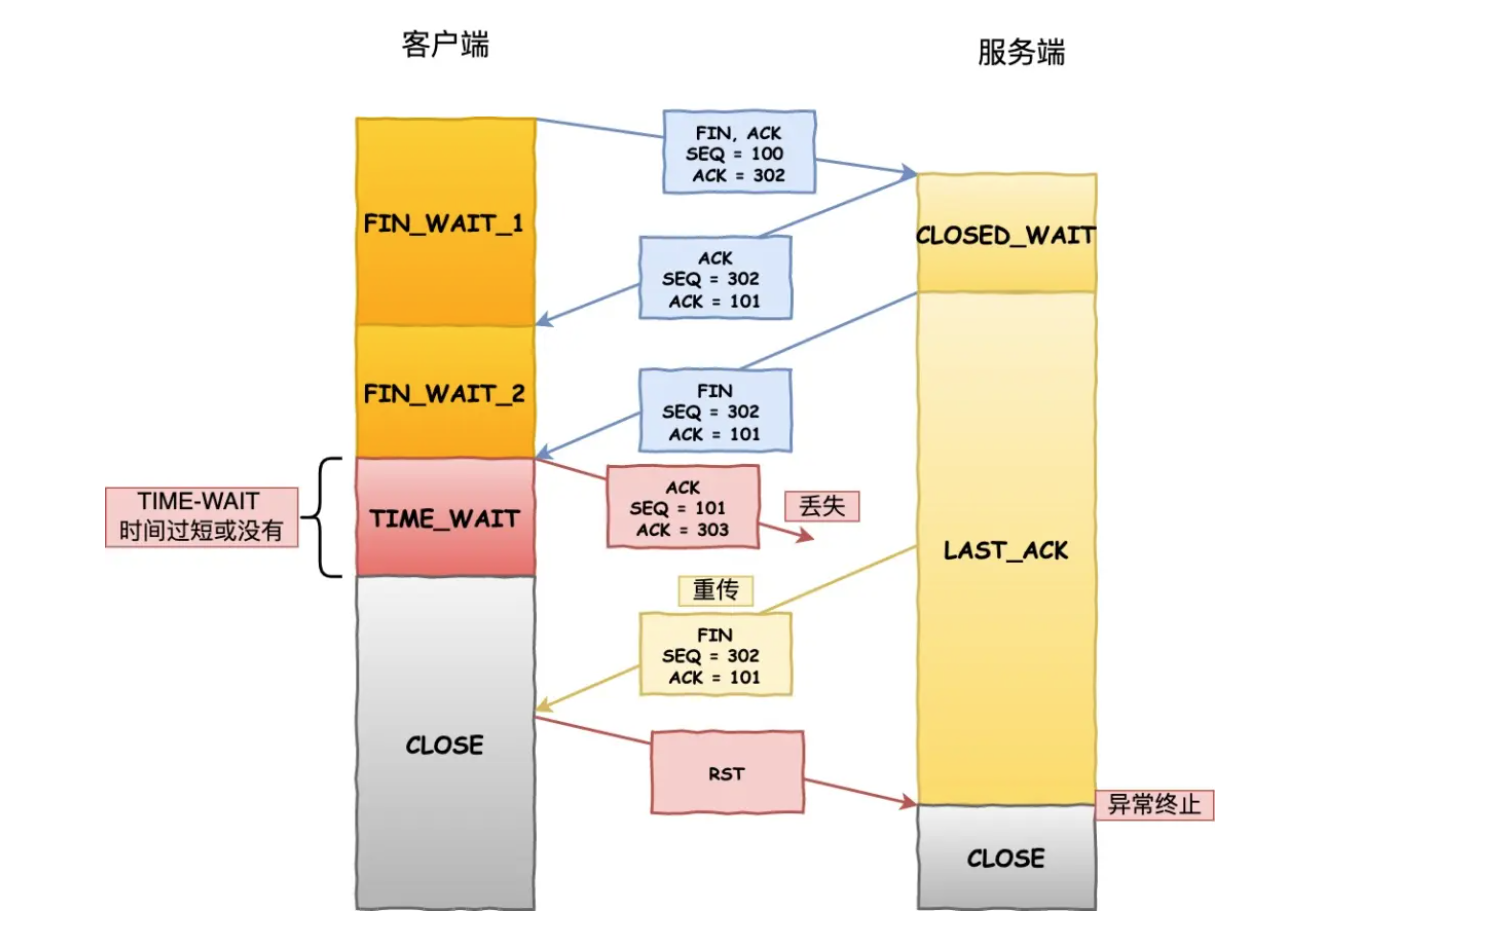 客户端
服务端
FIN, ACK
SEQ = 100
ACK = 302
FIN_WAIT_1
CLOSED_WAIT
ACK
SEQ = 302
ACK = 101
FIN_WAIT_2
FIN
SEQ = 302
ACK = 101
TIME-WAIT
时间过短或没有
TIME_WAIT
ACK
SEQ = 101
ACK = 303
丢失
LAST_ACK
重传
FIN
SEQ = 302
ACK = 101
CLOSE
RST
异常终止
CLOSE